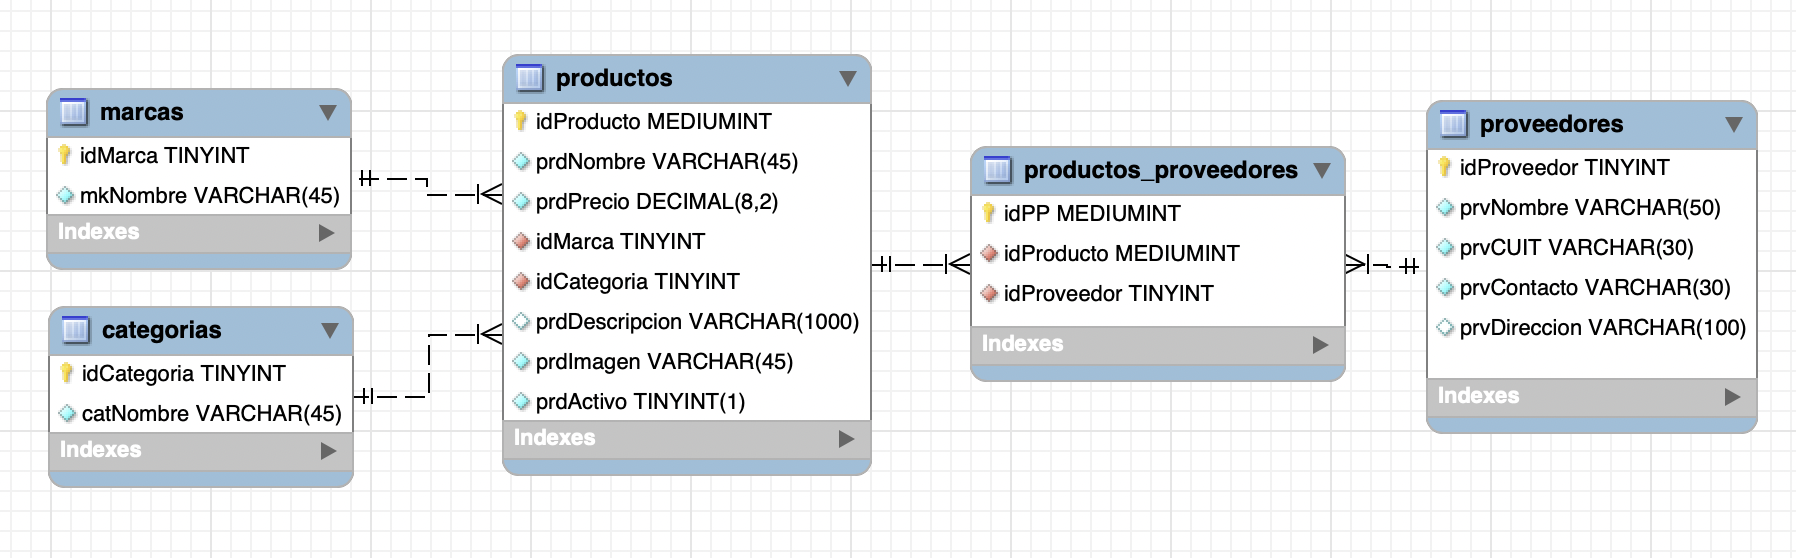 marcas
idMarca TINYINT
mkNombre VARCHAR(45)
Indexes
categorias
idCategoria TINYINT
catNombre VARCHAR(45)
Indexes
productos
idProducto MEDIUMINT
prdNombre VARCHAR(45)
prdPrecio DECIMAL(8,2)
idMarca TINYINT
idCategoria TINYINT
prdDescripcion VARCHAR(1000)
prdImagen VARCHAR(45)
prdActivo TINYINT(1)
Indexes
productos_proveedores
idPP MEDIUMINT
idProducto MEDIUMINT
idProveedor TINYINT
Indexes
proveedores
idProveedor TINYINT
prvNombre VARCHAR(50)
prvCUIT VARCHAR(30)
prvContacto VARCHAR(30)
prvDireccion VARCHAR(100)
Indexes